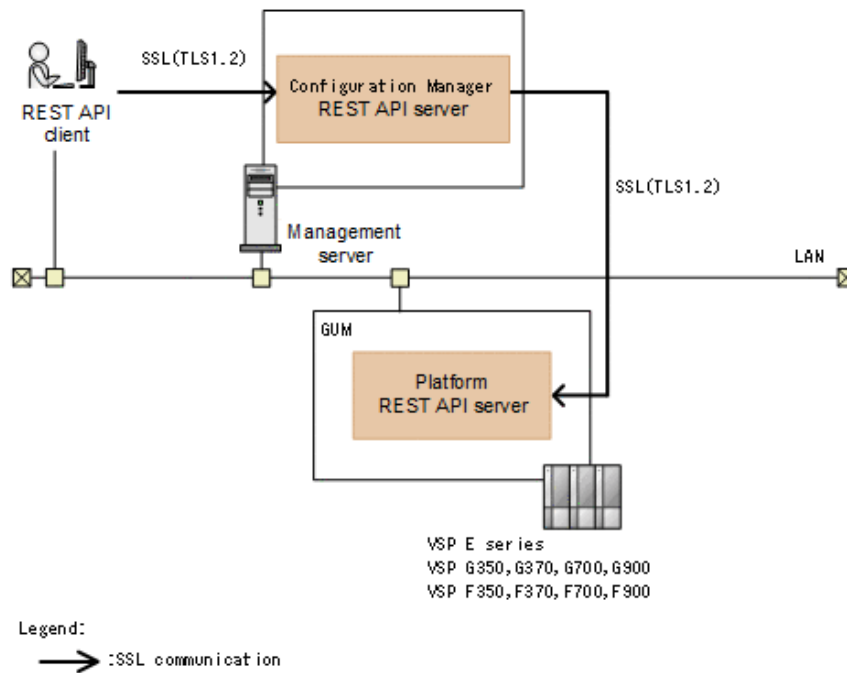 SSL(TLS1.2)
Configuration Manager
REST API server
REST API
client
SSL(TLS1.2)
Management
server
LAN
GUM
Platform
REST API server
VSP E series
VSP G350,G370,G700,G900
VSP F350,F370,F700,F900
Legend:
:SSL communication